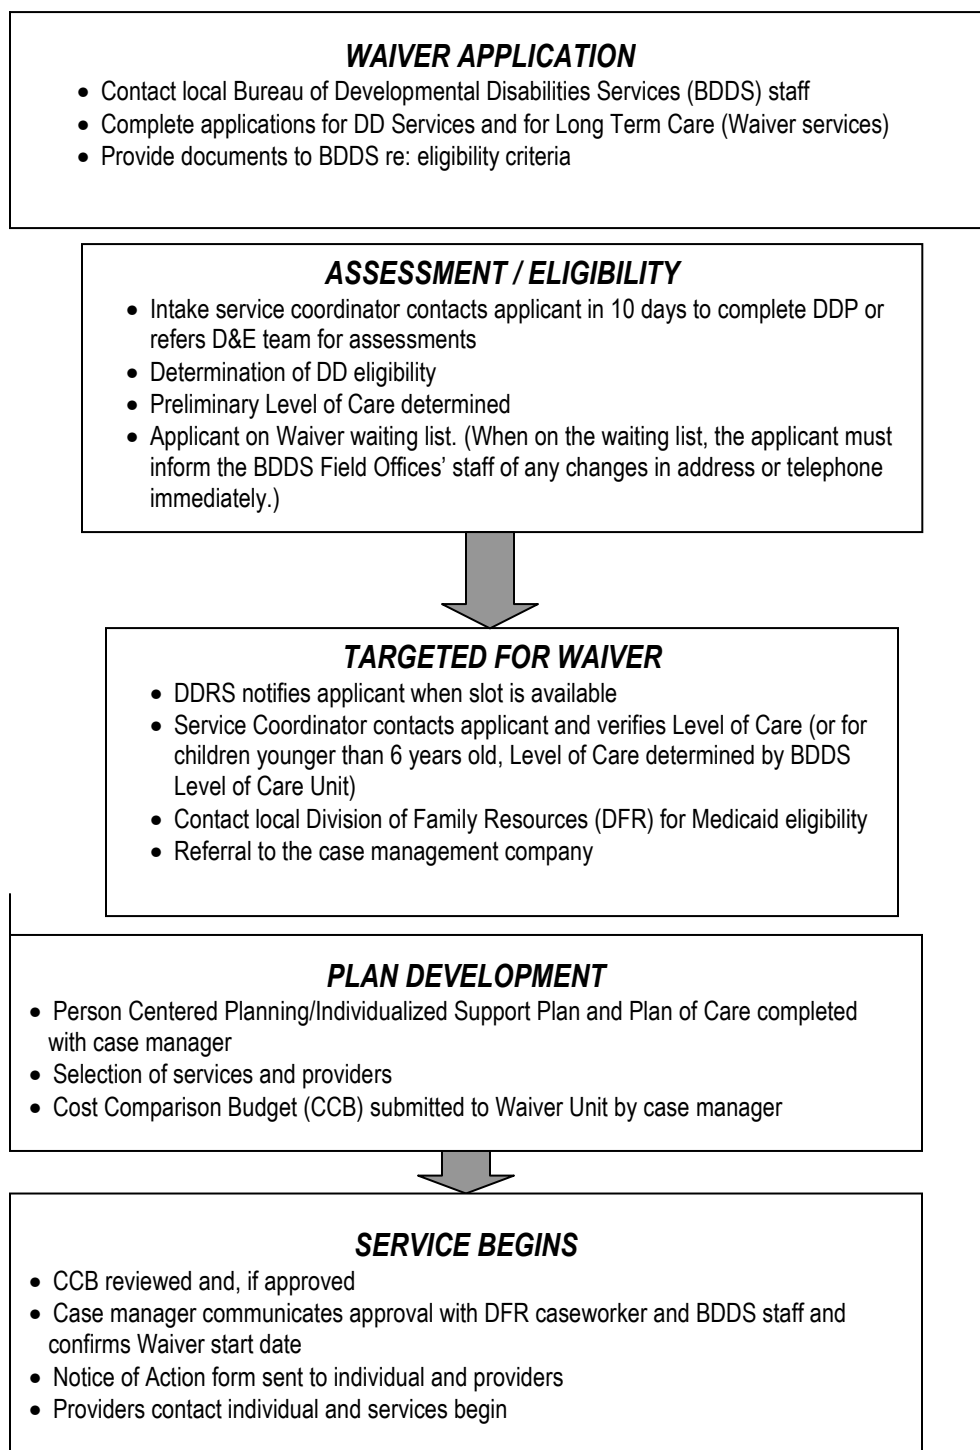 WAIVER APPLICATION
• Contact local Bureau of Developmental Disabilities Services (BDDS) staff
• Complete applications for DD Services and for Long Term Care (Waiver services)
• Provide documents to BDDS re: eligibility criteria
ASSESSMENT / ELIGIBILITY
• Intake service coordinator contacts applicant in 10 days to complete DDP or
refers D&E team for assessments
• Determination of DD eligibility
• Preliminary Level of Care determined
• Applicant on Waiver waiting list. (When on the waiting list, the applicant must
inform the BDDS Field Offices’ staff of any changes in address or telephone
immediately.)
TARGETED FOR WAIVER
• DDRS notifies applicant when slot is available
• Service Coordinator contacts applicant and verifies Level of Care (or for
children younger than 6 years old, Level of Care determined by BDDS
Level of Care Unit)
• Contact local Division of Family Resources (DFR) for Medicaid eligibility
• Referral to the case management company
PLAN DEVELOPMENT
• Person Centered Planning/Individualized Support Plan and Plan of Care completed
with case manager
• Selection of services and providers
• Cost Comparison Budget (CCB) submitted to Waiver Unit by case manager
SERVICE BEGINS
• CCB reviewed and, if approved
• Case manager communicates approval with DFR caseworker and BDDS staff and
confirms Waiver start date
• Notice of Action form sent to individual and providers
• Providers contact individual and services begin